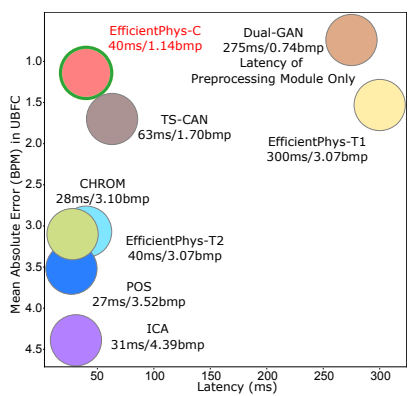 EfficientPhys-C
40ms/1.14bmp
Dual-GAN
275ms/0.74bmp
Latency of
Preprocessing Module Only
TS-CAN
63ms/1.70bmp
EfficientPhys-T1
300ms/3.07bmp
CHROM
28ms/3.10bmp
EfficientPhys-T2
40ms/3.07bmp
POS
27ms/3.52bmp
ICA
31ms/4.39bmp
Mean Absolute Error (BPM) in UBFC
1.0
1.5
2.0
2.5
3.0
3.5
4.0
4.5
50
100
150
200
250
300
Latency (ms)